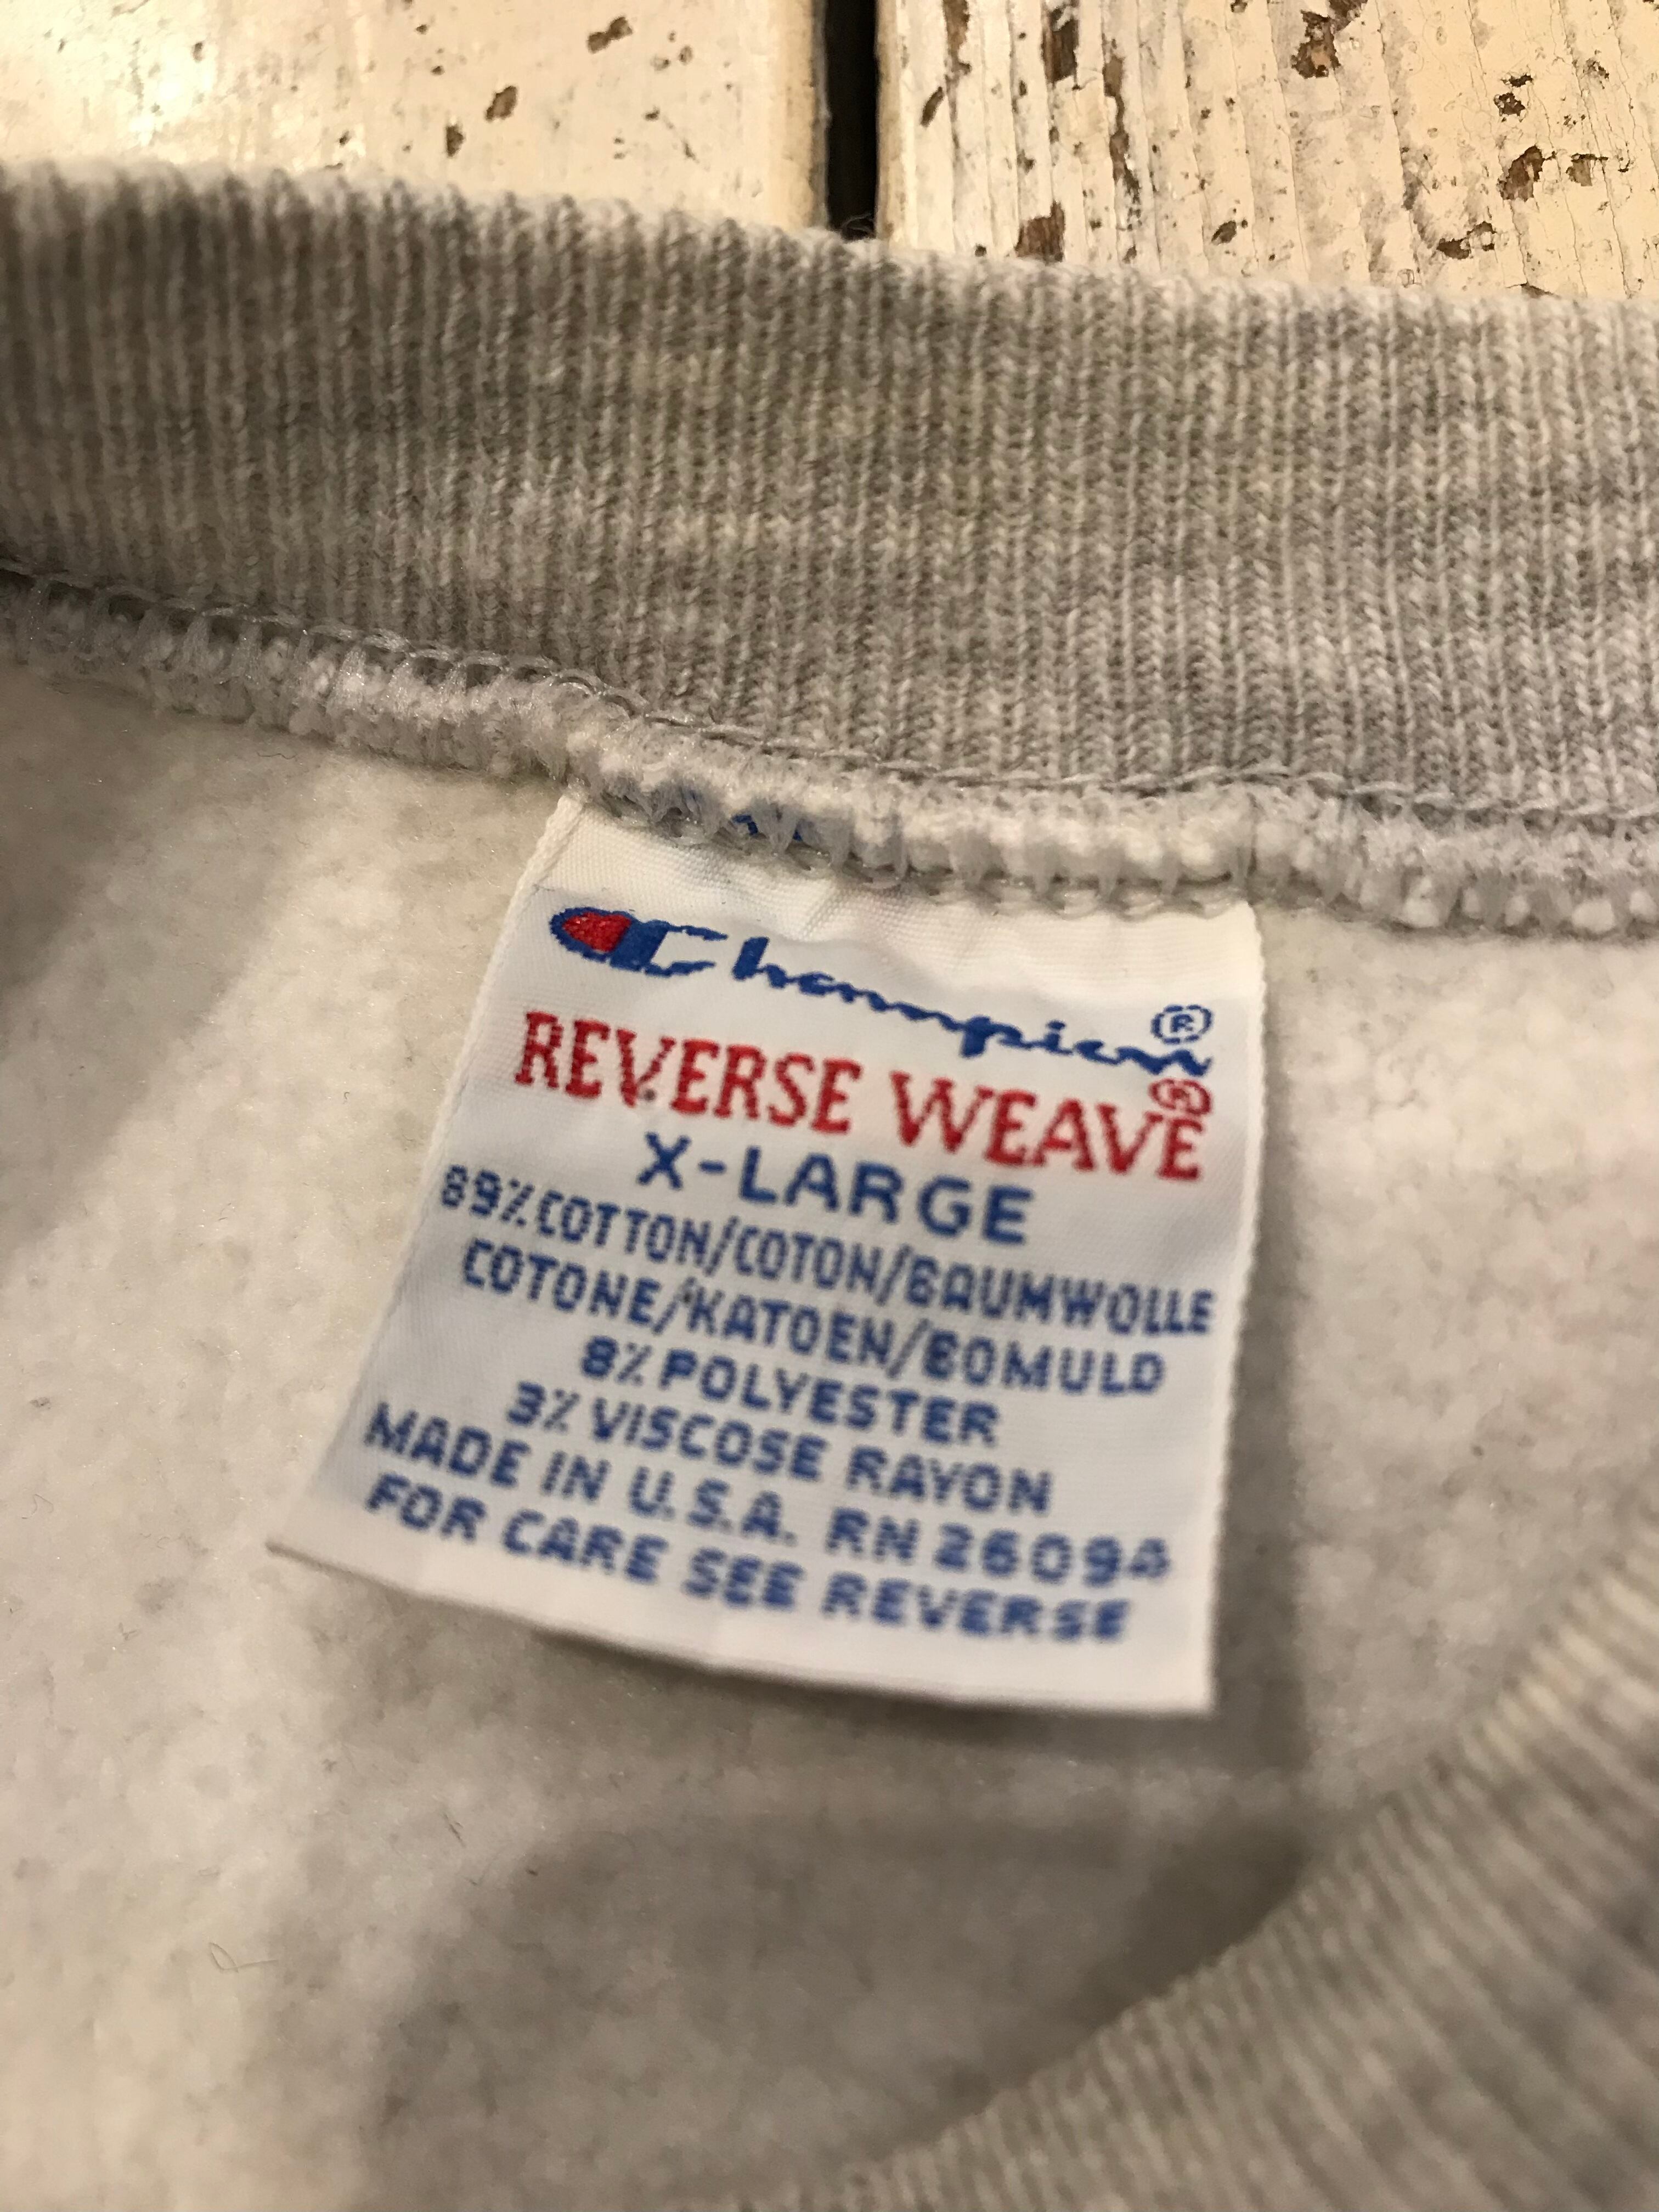 Champion®
REVERSE WEAVE®
X-LARGE
89% COTTON/COTON/BAUMWOLLE
COTONE/KATOEN/BOMULD
8% POLYESTER
3% VISCOSE RAYON
MADE IN U.S.A. RN 26094
FOR CARE SEE REVERSE